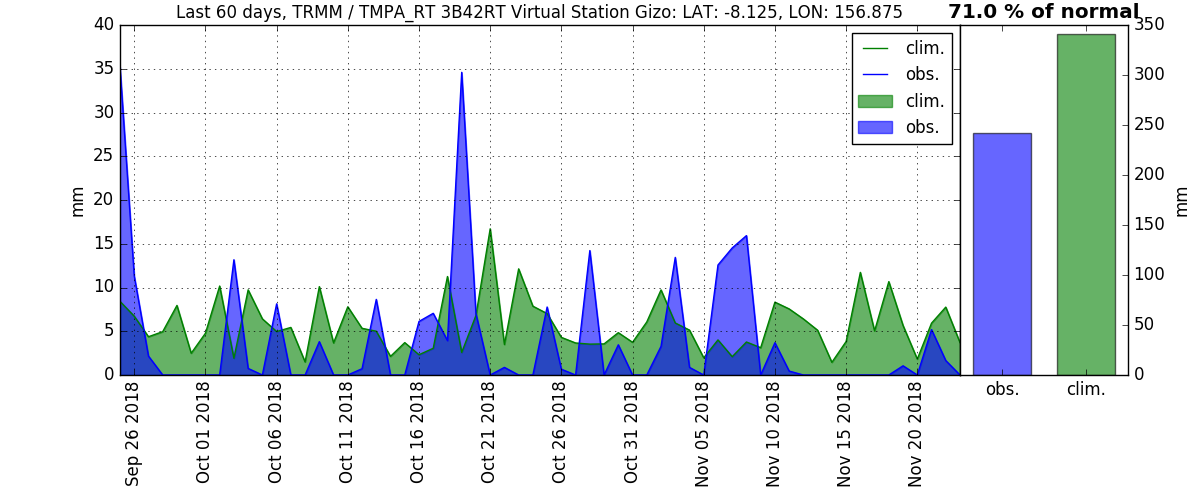 Last 60 days, TRMM / TMPA_RT 3B42RT Virtual Station Gizo: LAT: -8.125, LON: 156.875
71.0 % of normal
40
35
30
25
20
15
10
5
0
mm
clim.
obs.
clim.
obs.
350
300
250
200
150
100
50
0
mm
obs.
clim.
Sep 26 2018
Oct 01 2018
Oct 06 2018
Oct 11 2018
Oct 16 2018
Oct 21 2018
Oct 26 2018
Oct 31 2018
Nov 05 2018
Nov 10 2018
Nov 15 2018
Nov 20 2018